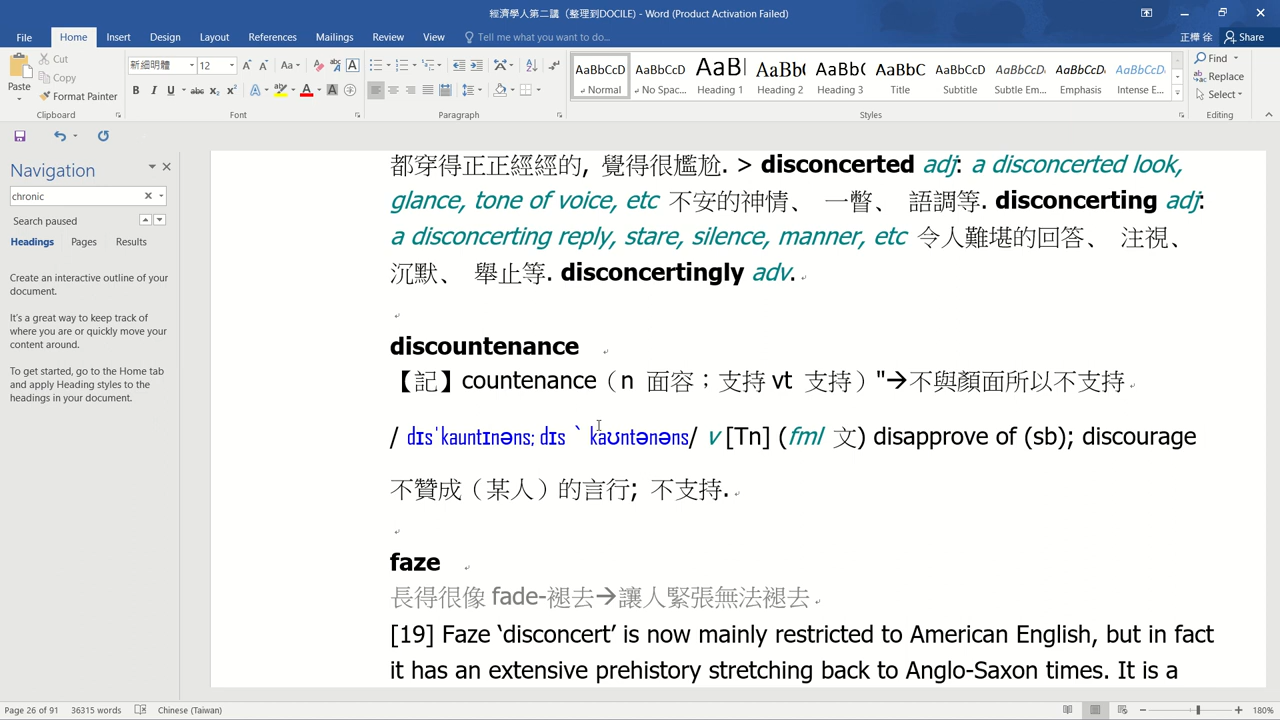 經濟學人第二講（整理到DOCILE) - Word (Product Activation Failed)
File Home Insert Design Layout References Mailings Review View Tell me what you want to do... 正樺 徐 Share
Paste Cut Copy Format Painter 新細明體 12 Find Replace Select
AaBbCcD Normal AaBbCcD No Spac... AaBl Heading 1 AaBbC Heading 2 AaBbC Heading 3 AaBbC Title AaBbCcD Subtitle AaBbCcD Subtle Em... AaBbCcD Emphasis AaBbCcD Intense E...
Clipboard Font Paragraph Styles Editing
Navigation
chronic
Search paused
Headings Pages Results
Create an interactive outline of your
document.
It's a great way to keep track of
where you are or quickly move your
content around.
To get started, go to the Home tab
and apply Heading styles to the
headings in your document.
都穿得正正經經的, 覺得很尷尬. > disconcerted adj: a disconcerted look,
glance, tone of voice, etc 不安的神情、 一瞥、 語調等. disconcerting adj:
a disconcerting reply, stare, silence, manner, etc 令人難堪的回答、 注視、
沉默、 舉止等. disconcertingly adv.
discountenance
【記】countenance（n 面容；支持 vt 支持）"→不與顏面所以不支持
/ dɪsˈkauntɪnəns; dɪs ˋ kaʊntənəns/ v [Tn] (fml 文) disapprove of (sb); discourage
不贊成（某人）的言行; 不支持.
faze
長得很像 fade-褪去→讓人緊張無法褪去
[19] Faze ‘disconcert’ is now mainly restricted to American English, but in fact
it has an extensive prehistory stretching back to Anglo-Saxon times. It is a
Page 26 of 91 36315 words Chinese (Taiwan) 180%